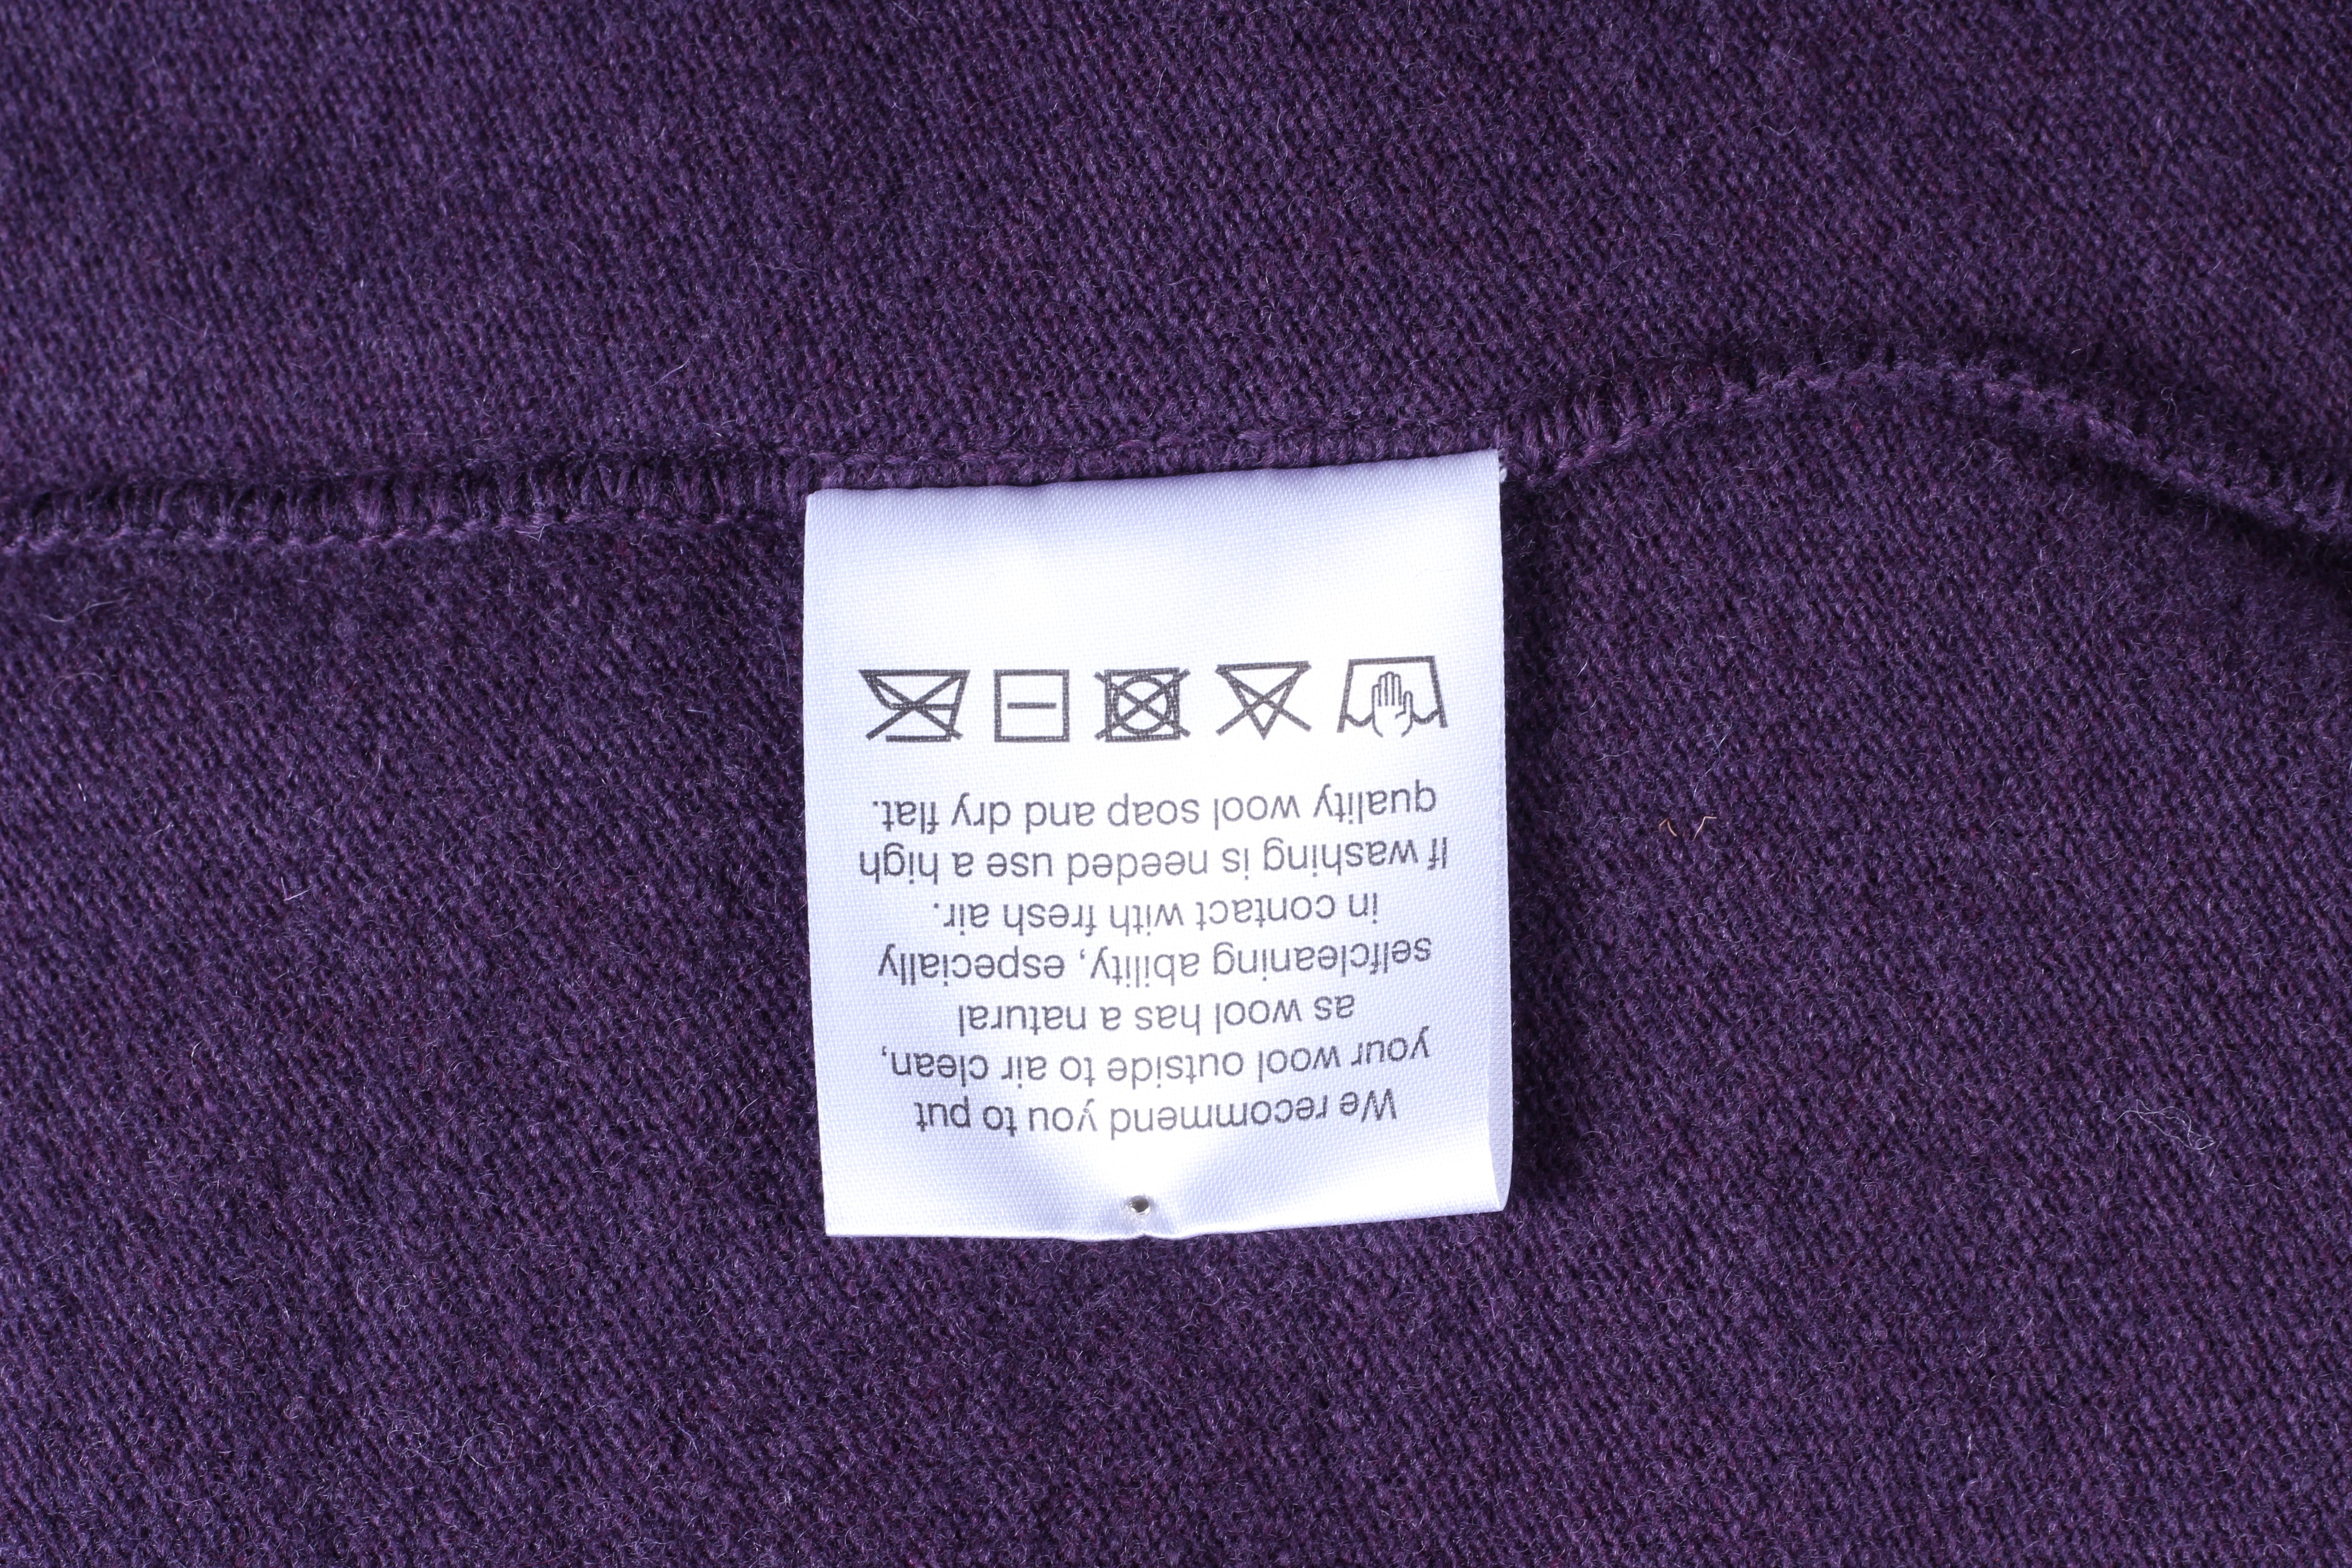 We recommend you to put
your wool outside to air clean,
as wool has a natural
selfcleaning ability, especially
in contact with fresh air.
If washing is needed use a high
quality wool soap and dry flat.